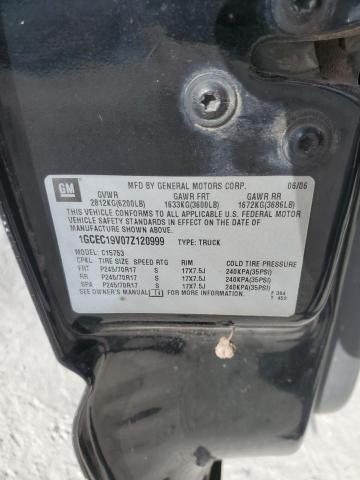 GM
MFD BY GENERAL MOTORS CORP. 06/06
GVWR GAWR FRT GAWR RR
2812KG(6200LB) 1633KG(3600LB) 1672KG(3686LB)
THIS VEHICLE CONFORMS TO ALL APPLICABLE U.S. FEDERAL MOTOR
VEHICLE SAFETY STANDARDS IN EFFECT ON THE DATE OF
MANUFACTURE SHOWN ABOVE.
1GCEC19V07Z120999 TYPE: TRUCK
MODEL: C15753
CPKL TIRE SIZE SPEED RTG RIM COLD TIRE PRESSURE
FRT P245/70R17 S 17X7.5J 240KPA(35PSI)
RR P245/70R17 S 17X7.5J 240KPA(35PSI)
SPA P245/70R17 S 17X7.5J 240KPA(35PSI)
SEE OWNER'S MANUAL FOR MORE INFORMATION